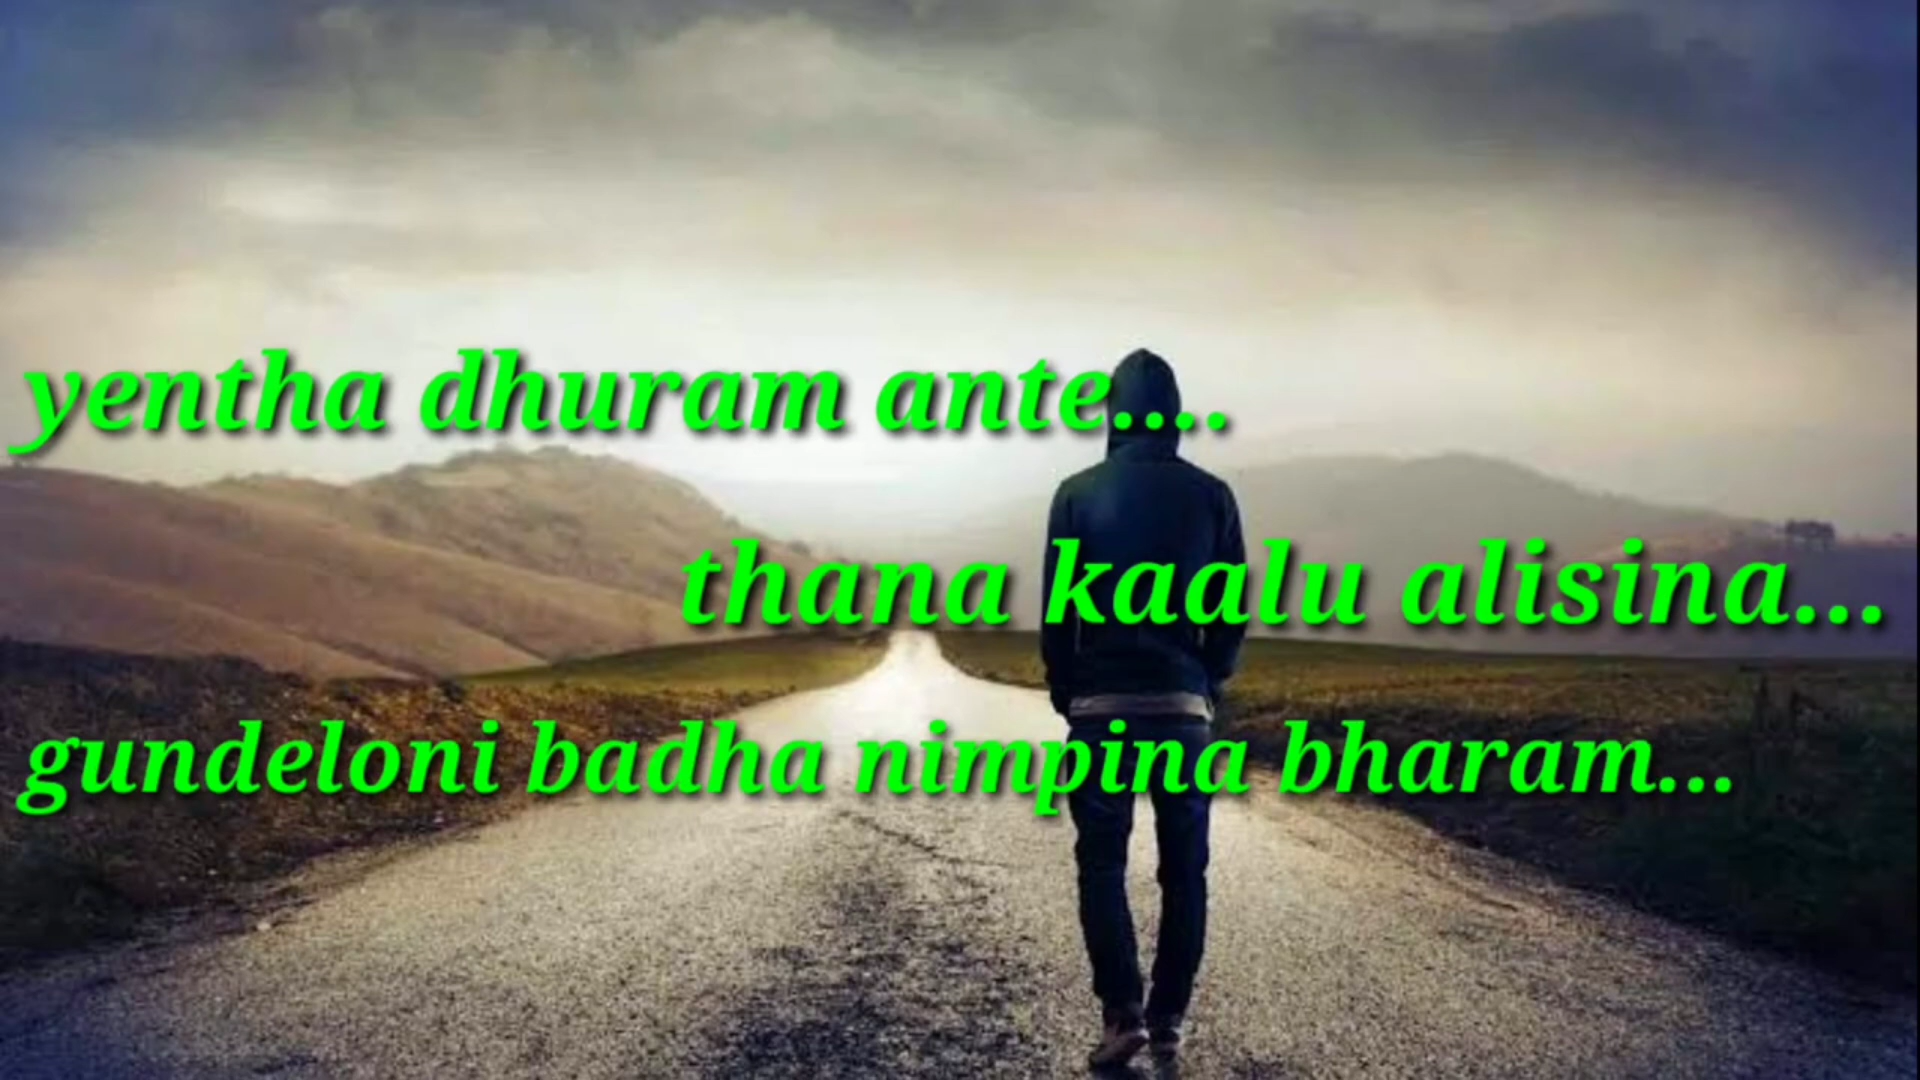 yentha dhuram ante....
thana kaalu alisina...
gundeloni badha nimpina bharam...